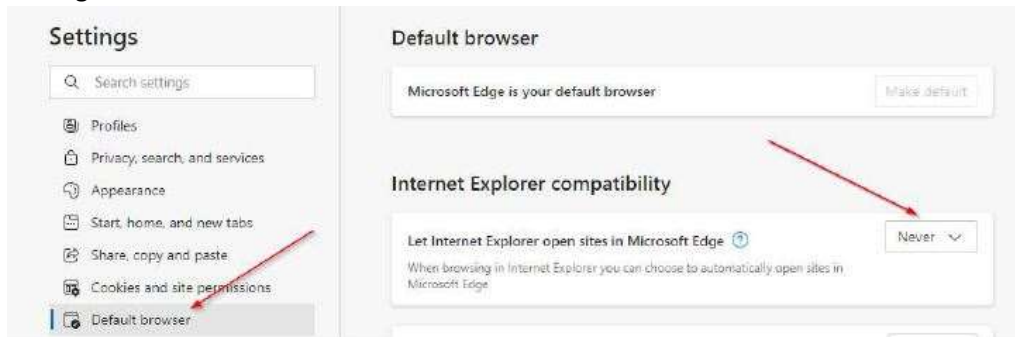 Settings
Search settings
Profiles
Privacy, search, and services
Appearance
Start, home, and new tabs
Share, copy and paste
Cookies and site permissions
Default browser
Default browser
Microsoft Edge is your default browser
Make default
Internet Explorer compatibility
Let Internet Explorer open sites in Microsoft Edge
Never
When browsing in Internet Explorer you can choose to automatically open sites in
Microsoft Edge